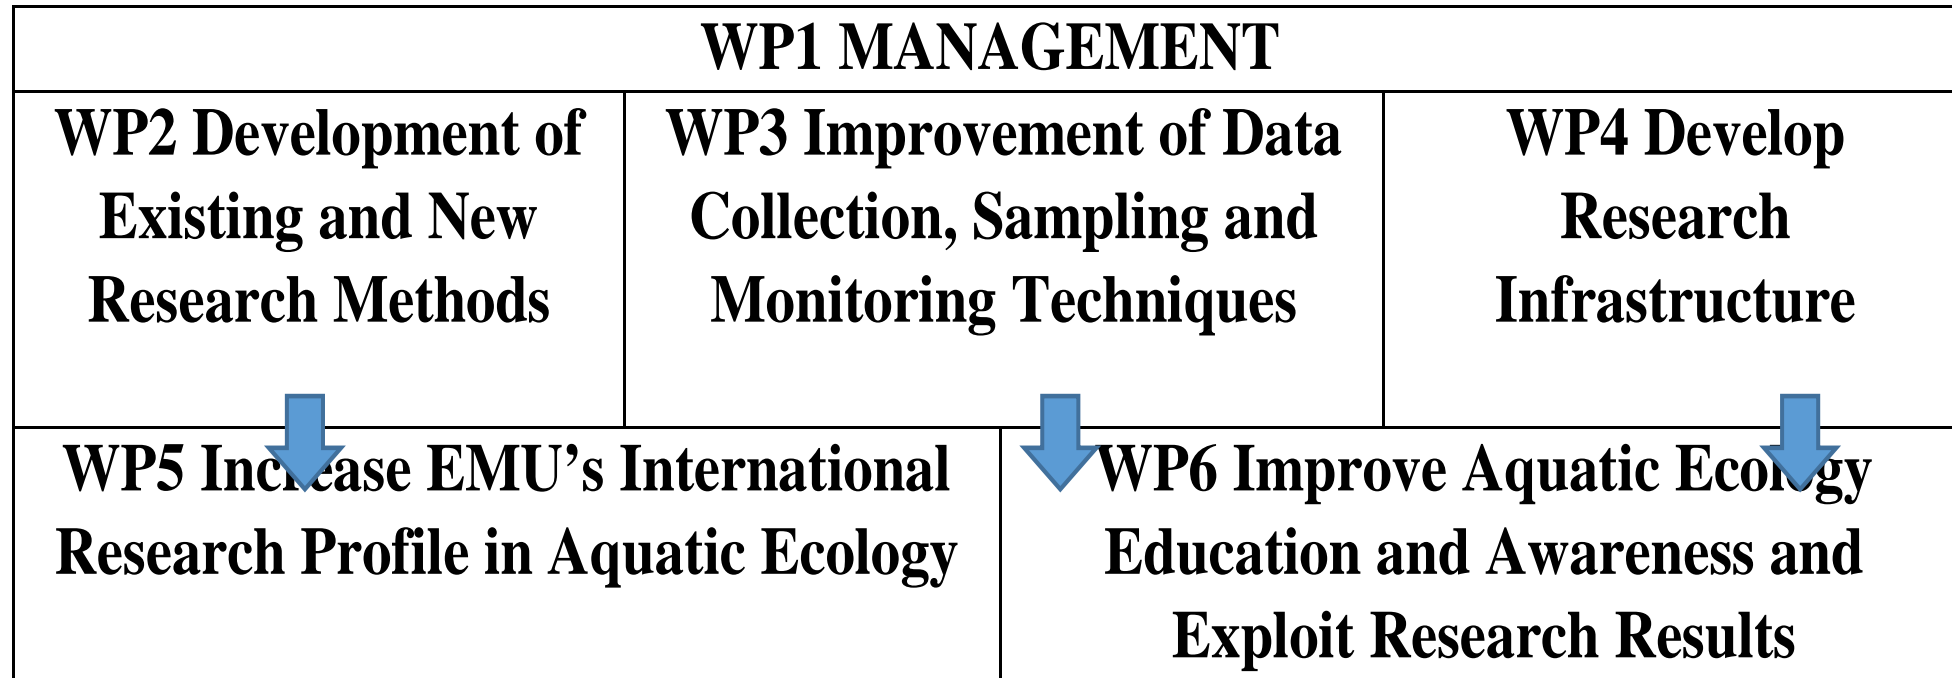 WP1 MANAGEMENT
WP2 Development of
Existing and New
Research Methods
WP3 Improvement of Data
Collection, Sampling and
Monitoring Techniques
WP4 Develop
Research
Infrastructure
WP5 Increase EMU’s International
Research Profile in Aquatic Ecology
WP6 Improve Aquatic Ecology
Education and Awareness and
Exploit Research Results